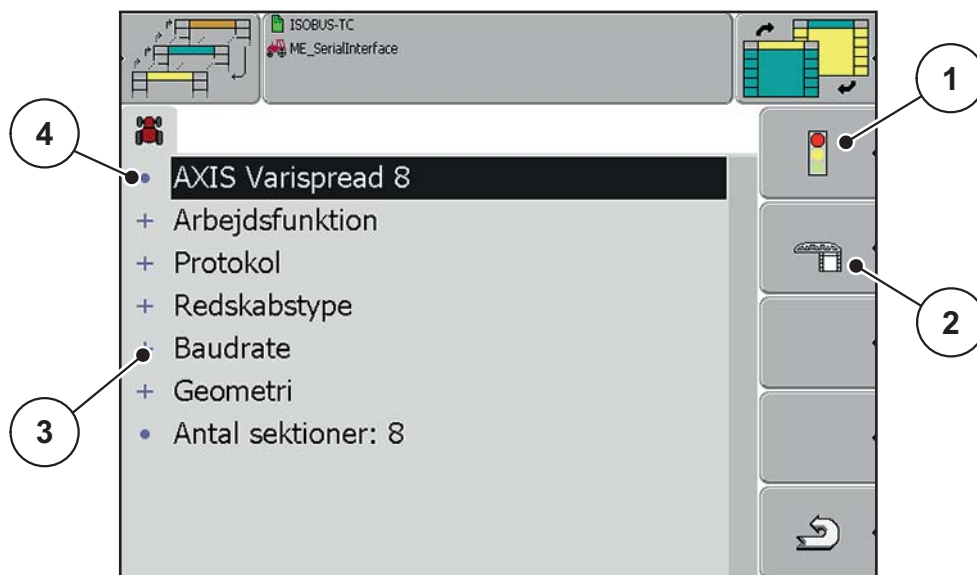 ISOBUS-TC
ME_SerialInterface
1
4
AXIS Varispread 8
Arbejdsfunktion
Protokol
Redskabstype
2
Baudrate
Geometri
3
Antal sektioner: 8